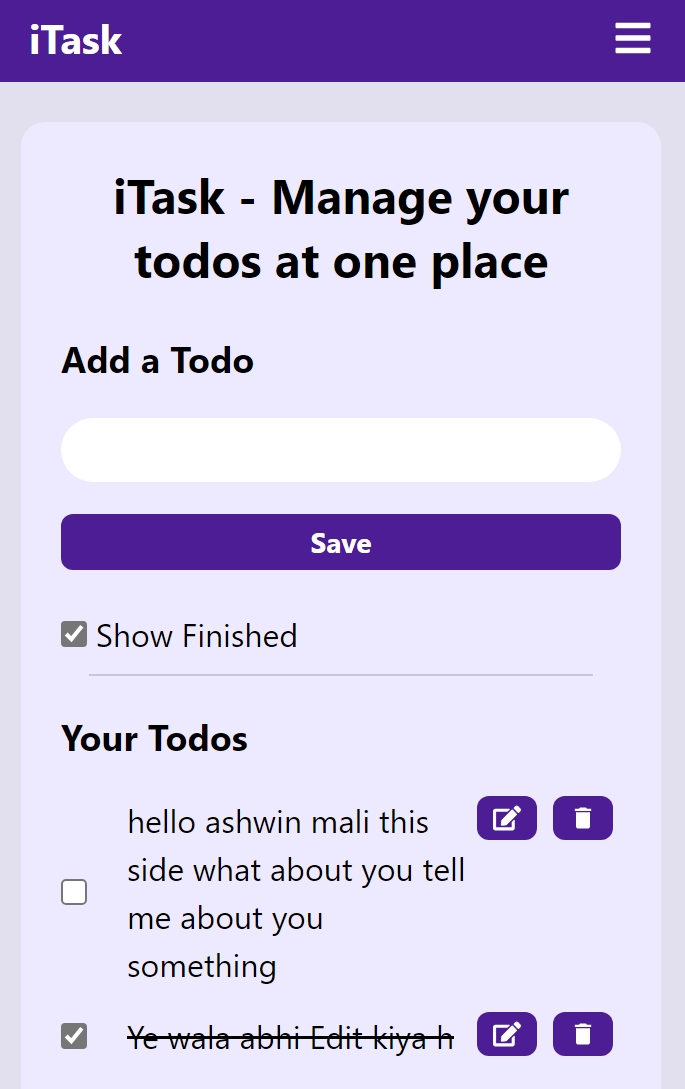 iTask
iTask - Manage your
todos at one place
Add a Todo
Save
Show Finished
Your Todos
hello ashwin mali this
side what about you tell
me about you
something
Ye wala abhi Edit kiya h